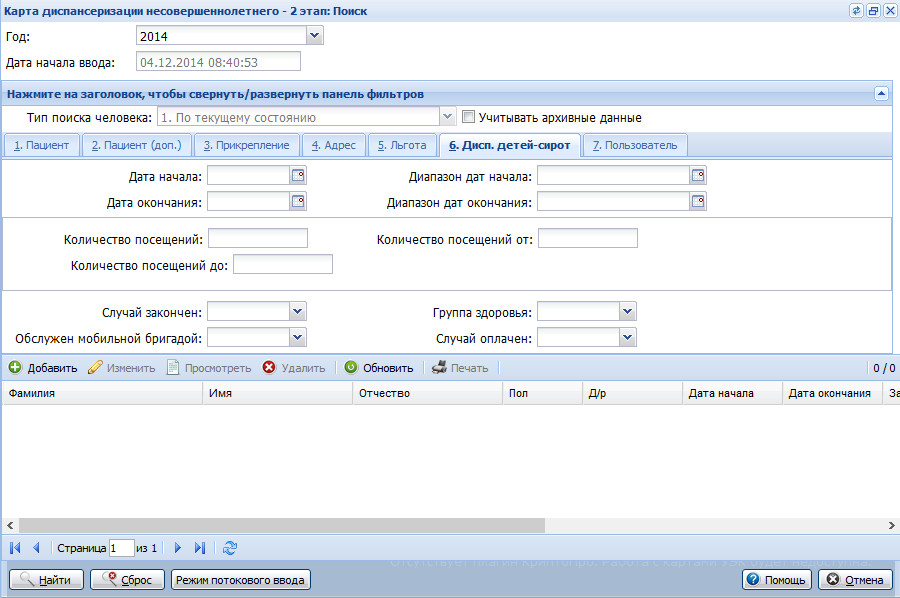 Карта диспансеризации несовершеннолетнего - 2 этап: Поиск
Год: 2014
Дата начала ввода: 04.12.2014 08:40:53
Нажмите на заголовок, чтобы свернуть/развернуть панель фильтров
Тип поиска человека: 1. По текущему состоянию Учитывать архивные данные
1. Пациент 2. Пациент (доп.) 3. Прикрепление 4. Адрес 5. Льгота 6. Дисп. детей-сирот 7. Пользователь
Дата начала: Диапазон дат начала:
Дата окончания: Диапазон дат окончания:
Количество посещений: Количество посещений от:
Количество посещений до:
Случай закончен: Группа здоровья:
Обслужен мобильной бригадой: Случай оплачен:
Добавить Изменить Просмотреть Удалить Обновить Печать 0 / 0
Фамилия Имя Отчество Пол Д/р Дата начала Дата окончания За
Страница 1 из 1
Отсутствует плагин КриптоПро. Работа с картами УЭК будет недоступна.
Найти Сброс Режим потокового ввода Помощь Отмена